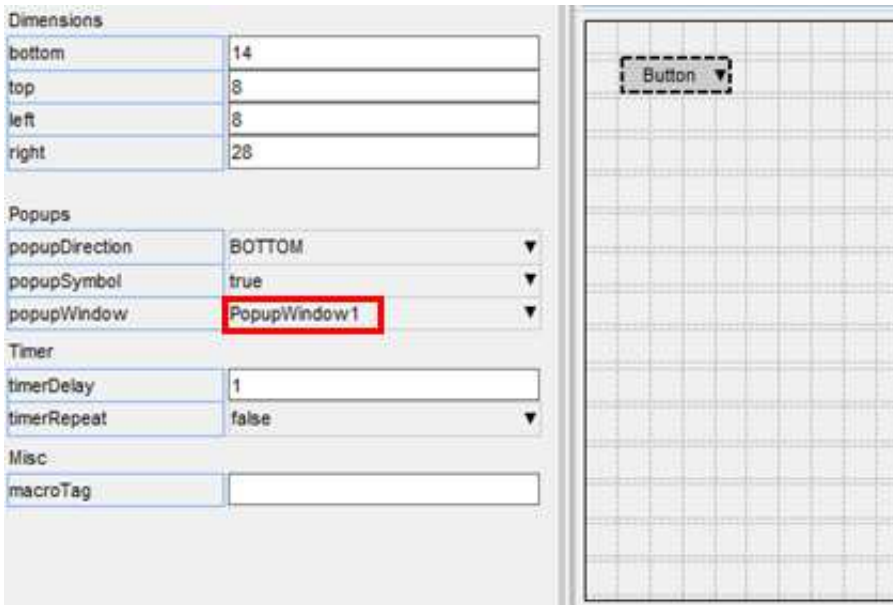 Dimensions
bottom 14
top 8
left 8
right 28
Popups
popupDirection BOTTOM
popupSymbol true
popupWindow PopupWindow1
Timer
timerDelay 1
timerRepeat false
Misc
macroTag
Button